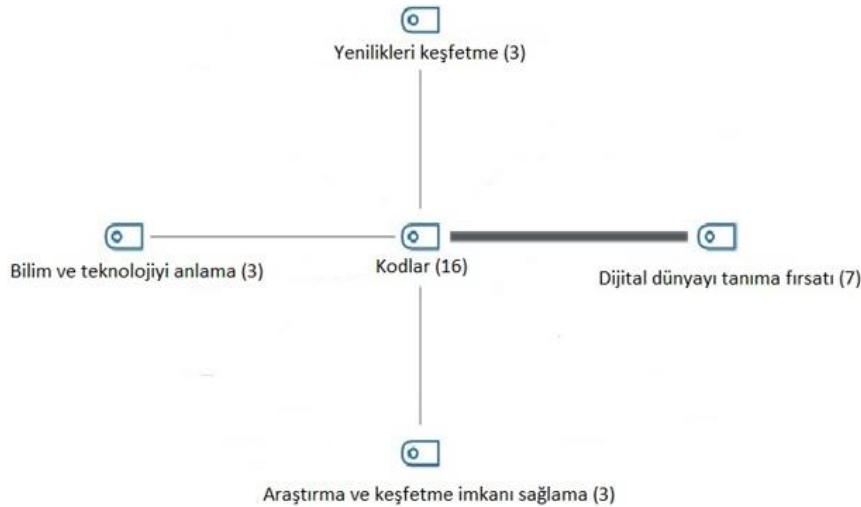 Yenilikleri keşfetme (3)
Bilim ve teknolojiyi anlama (3)
Kodlar (16)
Dijital dünyayı tanıma fırsatı (7)
Araştırma ve keşfetme imkanı sağlama (3)